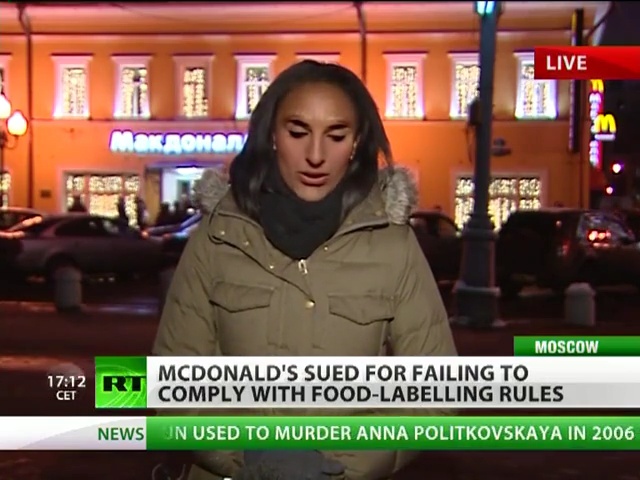 LIVE
Макдонал
MOSCOW
17:12
CET
RT
MCDONALD'S SUED FOR FAILING TO
COMPLY WITH FOOD-LABELLING RULES
NEWS
UN USED TO MURDER ANNA POLITKOVSKAYA IN 2006